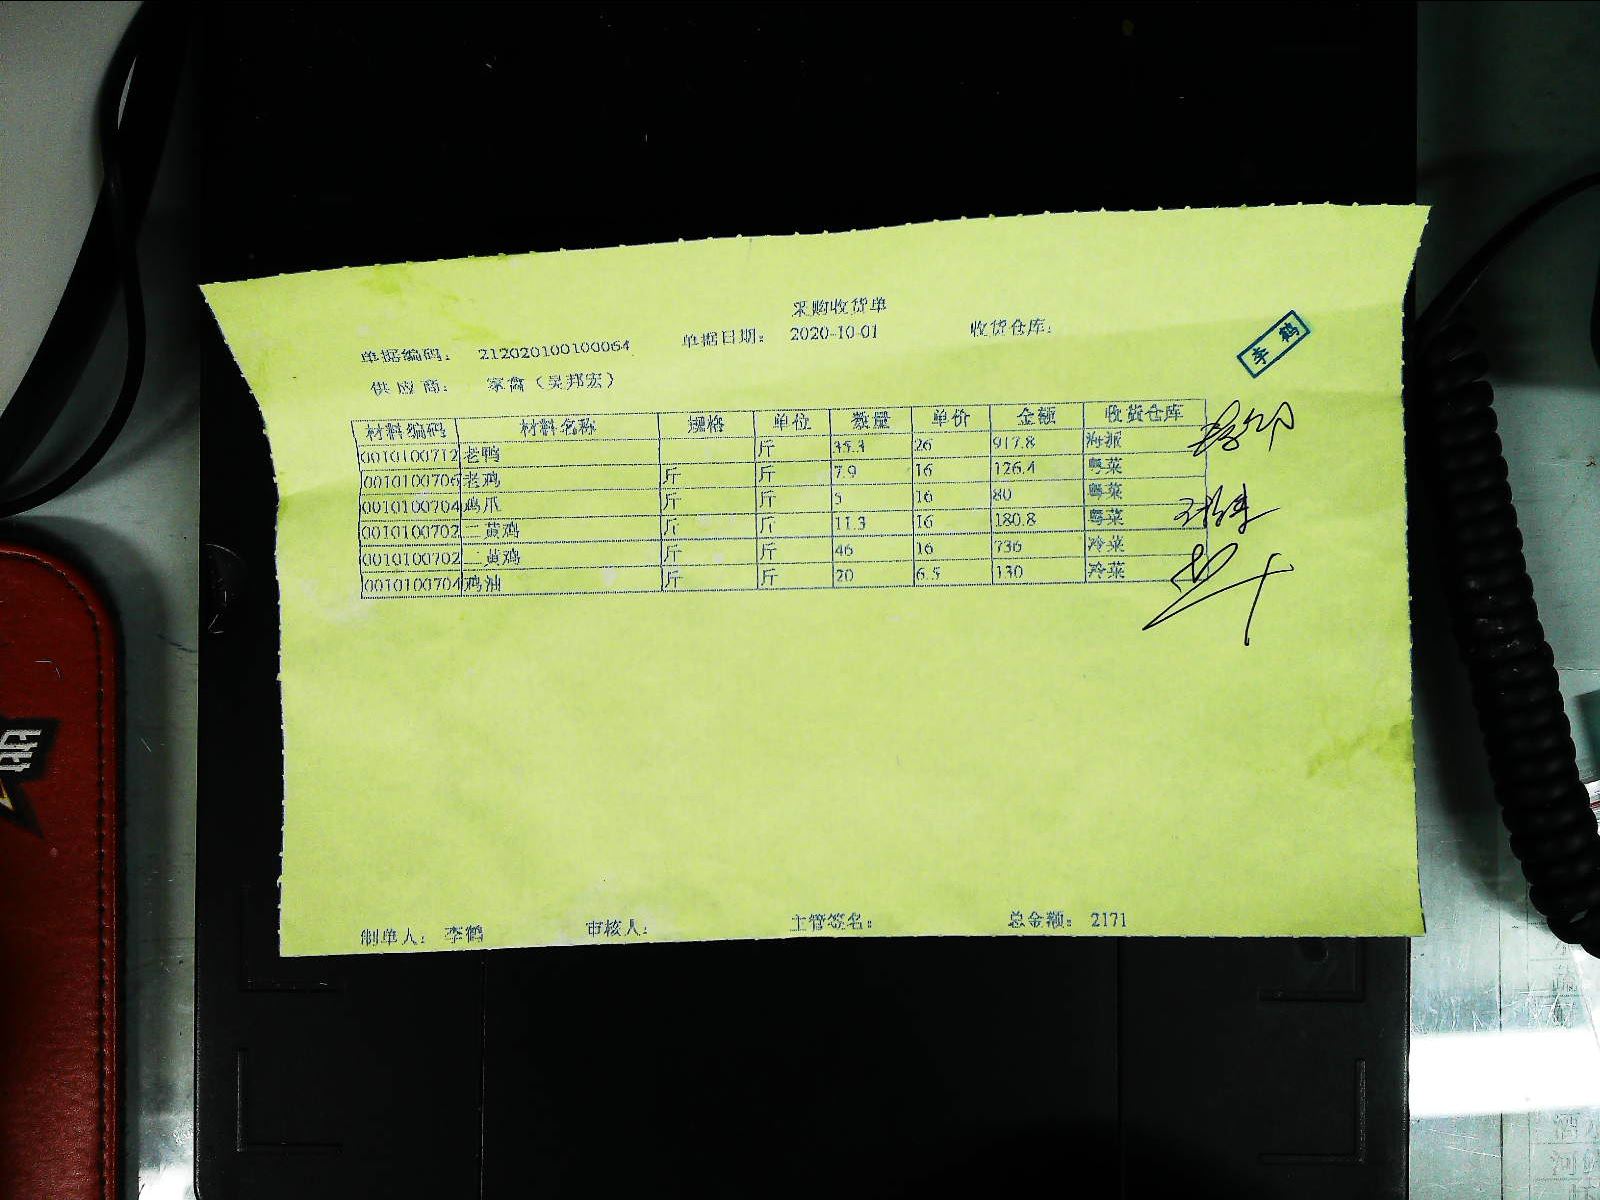 采购收货单
单据编码： 212020100100064 单据日期： 2020-10-01 收货仓库：
供应商： 家禽（吴邦宏）
李鹤
材料编码 材料名称 规格 单位 数量 单价 金额 收货仓库
0010100712 老鸭 斤 35.3 26 917.8 海派
0010100706 老鸡 斤 斤 7.9 16 126.4 粤菜
0010100704 鸡爪 斤 斤 5 16 80 粤菜
0010100702 二黄鸡 斤 斤 11.3 16 180.8 粤菜
0010100702 二黄鸡 斤 斤 46 16 736 冷菜
0010100704 鸡油 斤 斤 20 6.5 130 冷菜
制单人： 李鹤 审核人： 主管签名： 总金额： 2171